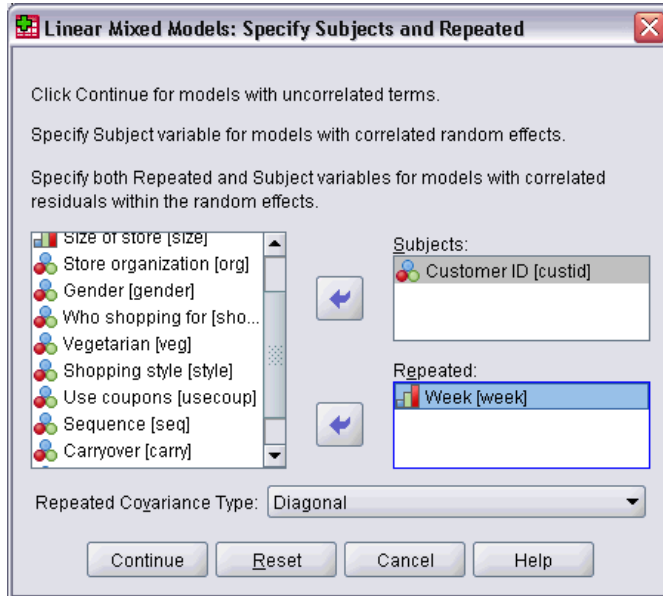 Linear Mixed Models: Specify Subjects and Repeated
Click Continue for models with uncorrelated terms.
Specify Subject variable for models with correlated random effects.
Specify both Repeated and Subject variables for models with correlated
residuals within the random effects.
Size of store [size]
Store organization [org]
Gender [gender]
Who shopping for [sho...
Vegetarian [veg]
Shopping style [style]
Use coupons [usecoup]
Sequence [seq]
Carryover [carry]
Subjects:
Customer ID [custid]
Repeated:
Week [week]
Repeated Covariance Type: Diagonal
Continue Reset Cancel Help